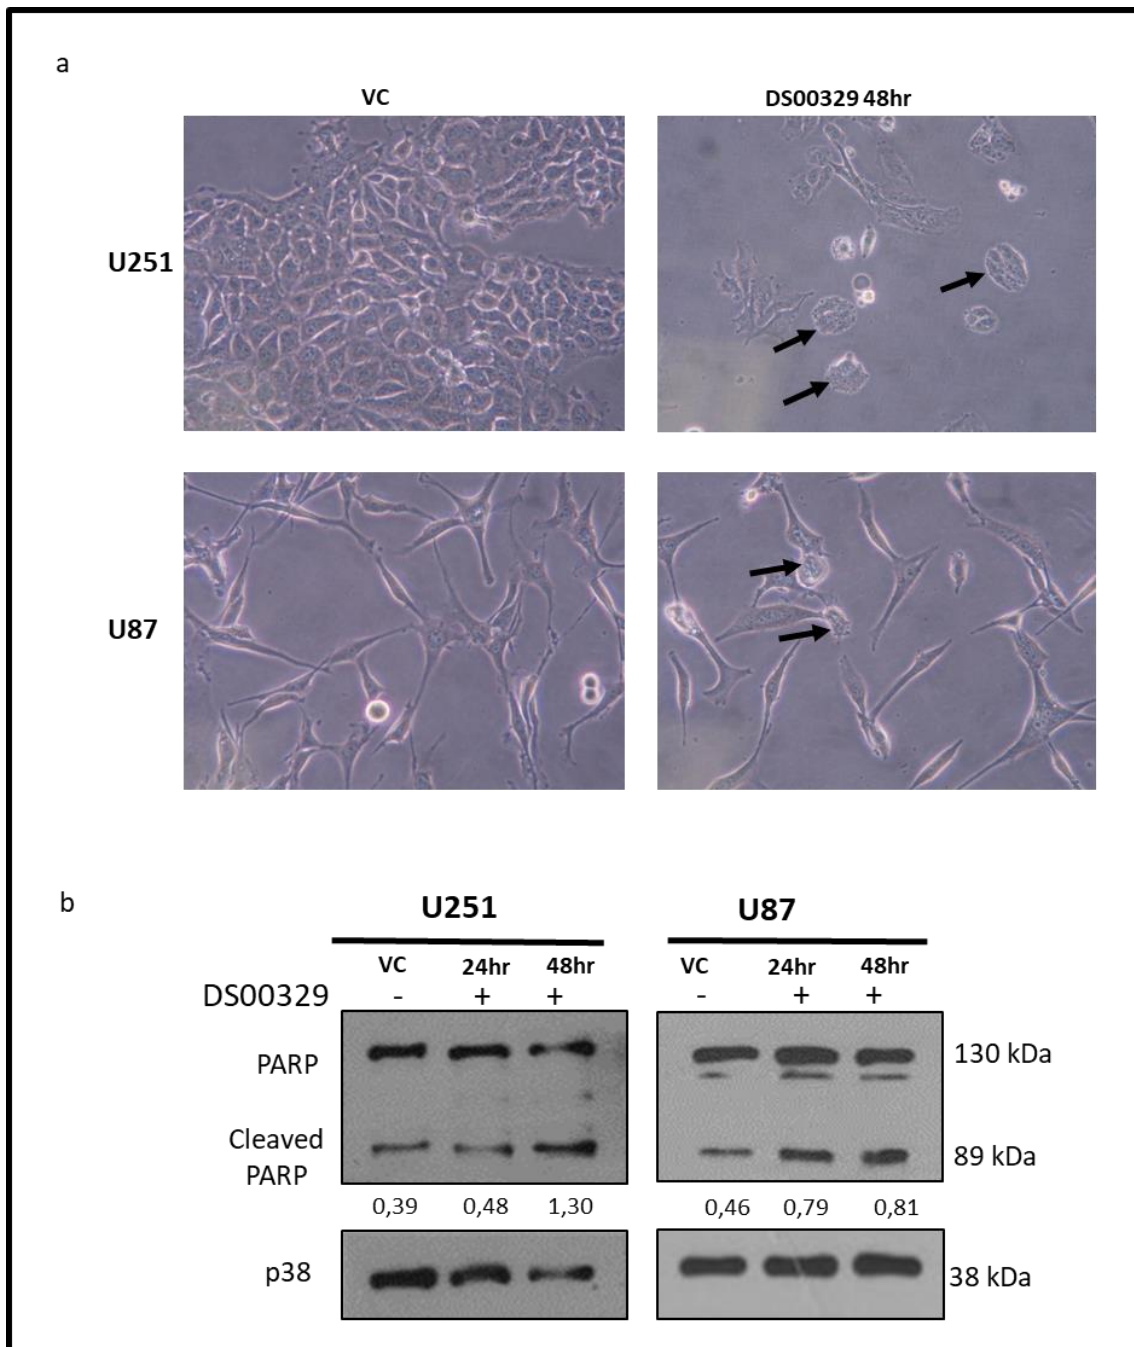 a
VC
DS00329 48hr
U251
U87
b
U251
U87
VC 24hr 48hr
VC 24hr 48hr
DS00329 - + +
- + +
PARP
130 kDa
Cleaved
PARP
89 kDa
0,39 0,48 1,30
0,46 0,79 0,81
p38
38 kDa